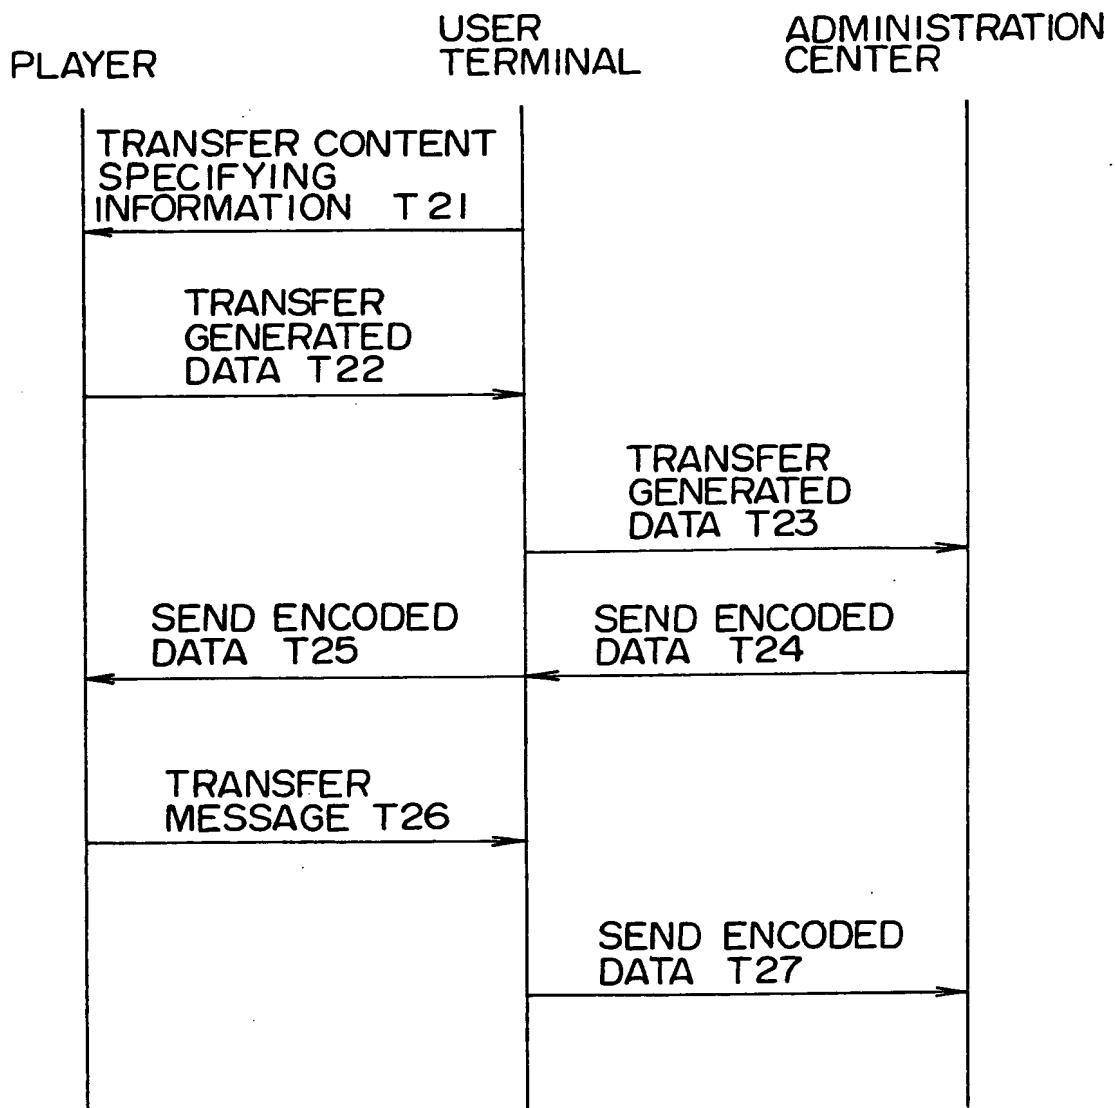 PLAYER
USER
TERMINAL
ADMINISTRATION
CENTER
TRANSFER CONTENT
SPECIFYING
INFORMATION T21
TRANSFER
GENERATED
DATA T22
TRANSFER
GENERATED
DATA T23
SEND ENCODED
DATA T25
SEND ENCODED
DATA T24
TRANSFER
MESSAGE T26
SEND ENCODED
DATA T27